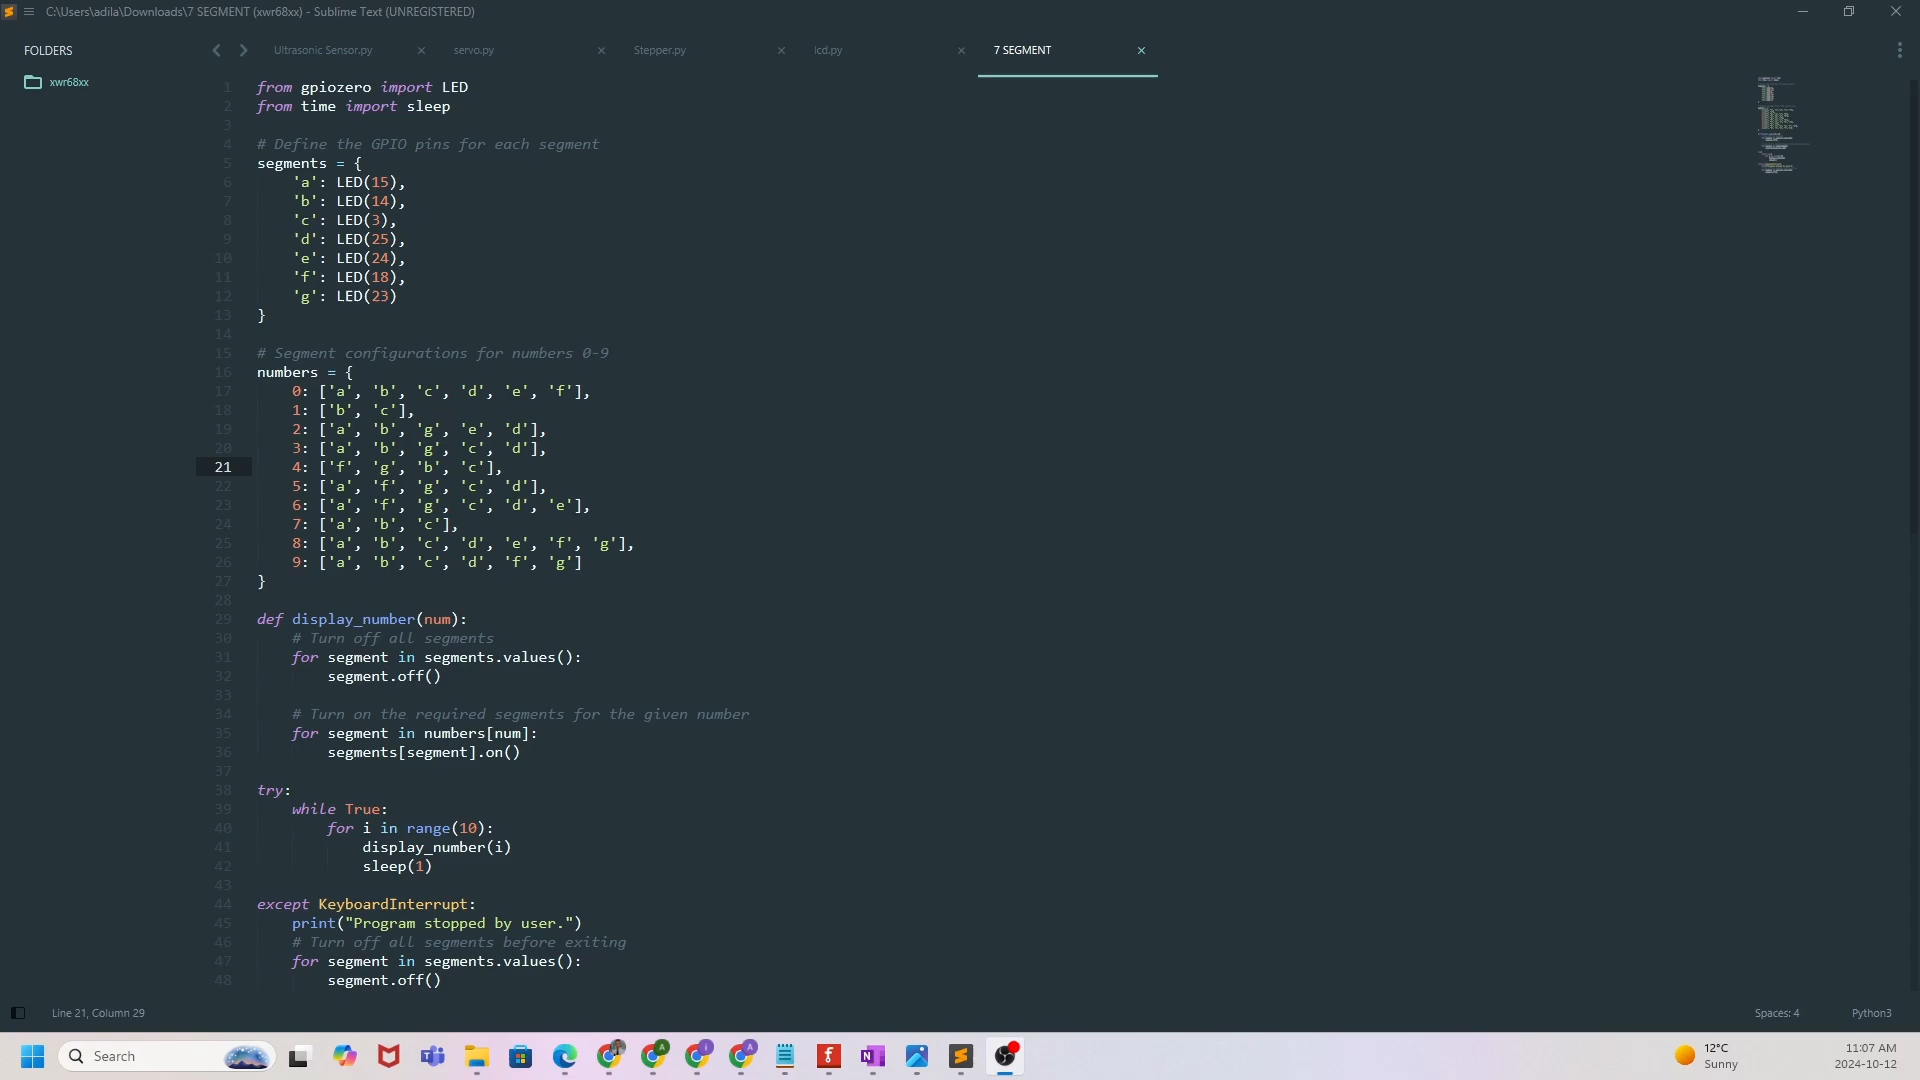 C:\Users\adila\Downloads\7 SEGMENT (xwr68xx) - Sublime Text (UNREGISTERED)
FOLDERS
xwr68xx
Ultrasonic Sensor.py
servo.py
Stepper.py
lcd.py
7 SEGMENT
1 from gpiozero import LED
2 from time import sleep
3
4 # Define the GPIO pins for each segment
5 segments = {
6     'a': LED(15),
7     'b': LED(14),
8     'c': LED(3),
9     'd': LED(25),
10     'e': LED(24),
11     'f': LED(18),
12     'g': LED(23)
13 }
14
15 # Segment configurations for numbers 0-9
16 numbers = {
17     0: ['a', 'b', 'c', 'd', 'e', 'f'],
18     1: ['b', 'c'],
19     2: ['a', 'b', 'g', 'e', 'd'],
20     3: ['a', 'b', 'g', 'c', 'd'],
21     4: ['f', 'g', 'b', 'c'],
22     5: ['a', 'f', 'g', 'c', 'd'],
23     6: ['a', 'f', 'g', 'c', 'd', 'e'],
24     7: ['a', 'b', 'c'],
25     8: ['a', 'b', 'c', 'd', 'e', 'f', 'g'],
26     9: ['a', 'b', 'c', 'd', 'f', 'g']
27 }
28
29 def display_number(num):
30     # Turn off all segments
31     for segment in segments.values():
32         segment.off()
33
34     # Turn on the required segments for the given number
35     for segment in numbers[num]:
36         segments[segment].on()
37
38 try:
39     while True:
40         for i in range(10):
41             display_number(i)
42             sleep(1)
43
44 except KeyboardInterrupt:
45     print("Program stopped by user.")
46     # Turn off all segments before exiting
47     for segment in segments.values():
48         segment.off()
Line 21, Column 29
Spaces: 4
Python3
Search
12°C
Sunny
11:07 AM
2024-10-12